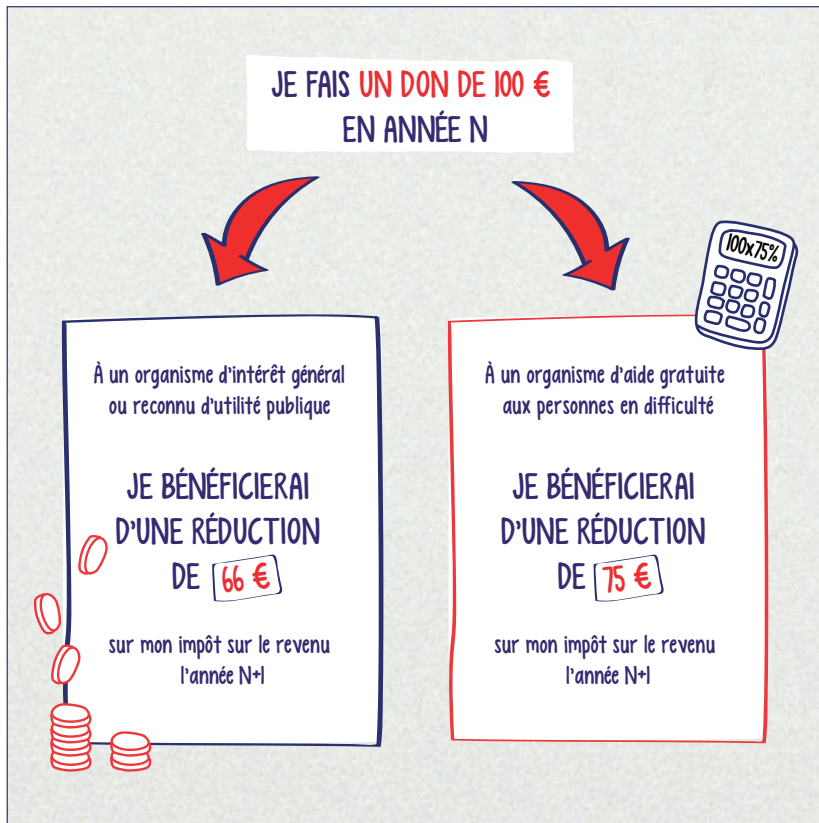 JE FAIS UN DON DE 100 €
EN ANNÉE N
100x75%
À un organisme d'intérêt général
ou reconnu d'utilité publique
JE BÉNÉFICIERAI
D'UNE RÉDUCTION
DE 66 €
sur mon impôt sur le revenu
l'année N+1
À un organisme d'aide gratuite
aux personnes en difficulté
JE BÉNÉFICIERAI
D'UNE RÉDUCTION
DE 75 €
sur mon impôt sur le revenu
l'année N+1